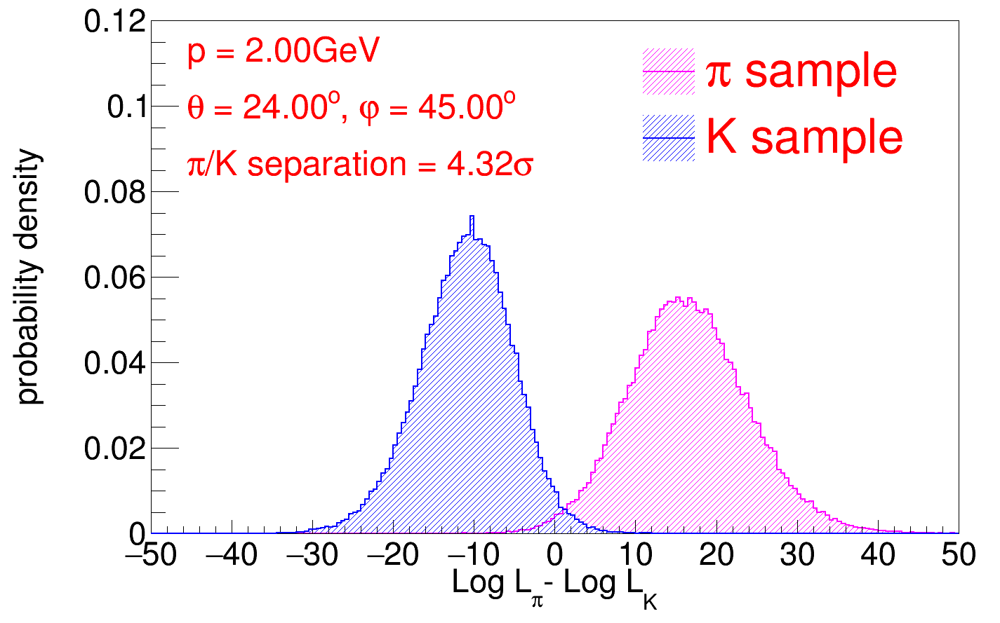 0.12
p = 2.00GeV
π sample
0.1
θ = 24.00°, φ = 45.00°
K sample
π/K separation = 4.32σ
0.08
0.06
0.04
0.02
0
probability density
−50 −40 −30 −20 −10 0 10 20 30 40 50
Log L_π- Log L_K